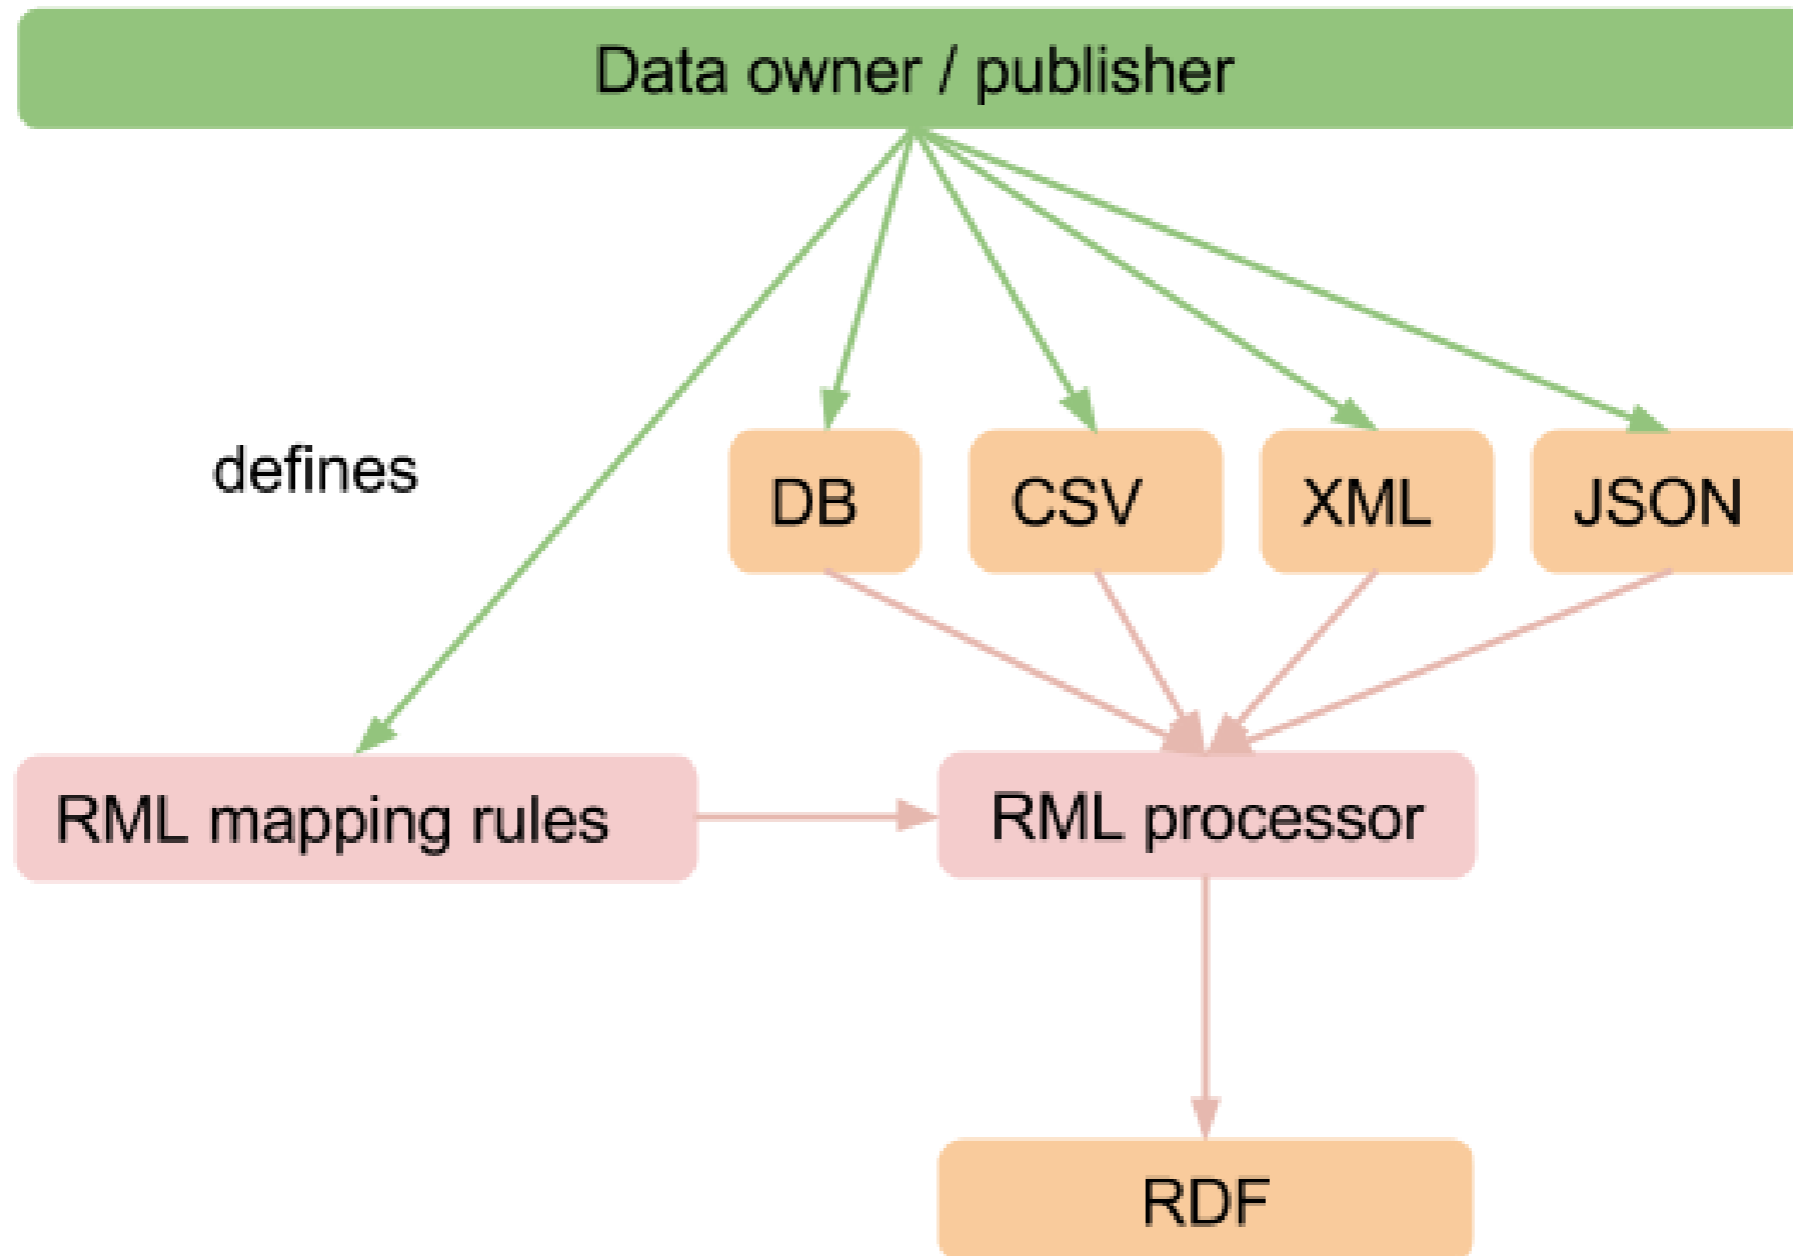 Data owner / publisher
defines
DB
CSV
XML
JSON
RML mapping rules
RML processor
RDF